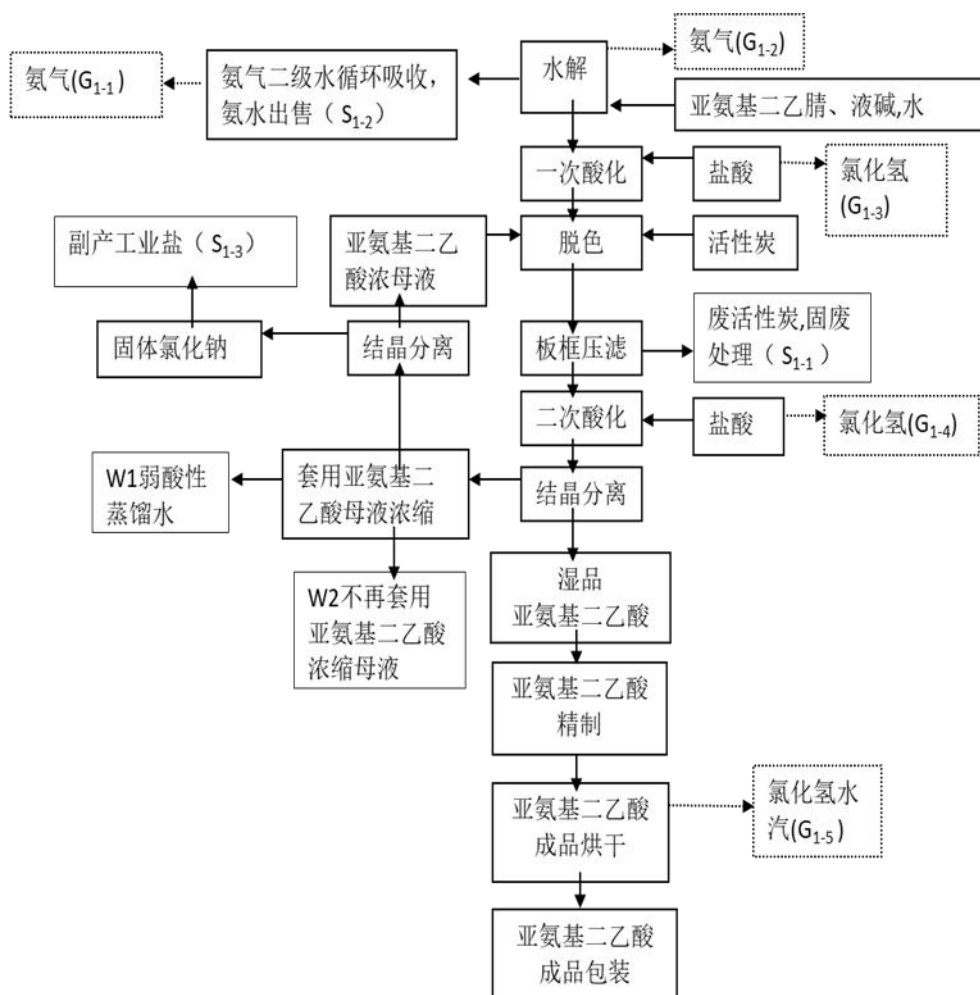 氨气(G1-1)
氨气二级水循环吸收，
氨水出售（S1-2）
水解
氨气(G1-2)
亚氨基二乙腈、液碱,水
一次酸化
盐酸
氯化氢
(G1-3)
副产工业盐（S1-3）
亚氨基二乙
酸浓母液
脱色
活性炭
固体氯化钠
结晶分离
板框压滤
废活性炭,固废
处理（S1-1）
二次酸化
盐酸
氯化氢(G1-4)
W1弱酸性
蒸馏水
套用亚氨基二
乙酸母液浓缩
结晶分离
W2不再套用
亚氨基二乙酸
浓缩母液
湿品
亚氨基二乙酸
亚氨基二乙酸
精制
亚氨基二乙酸
成品烘干
氯化氢水
汽(G1-5)
亚氨基二乙酸
成品包装